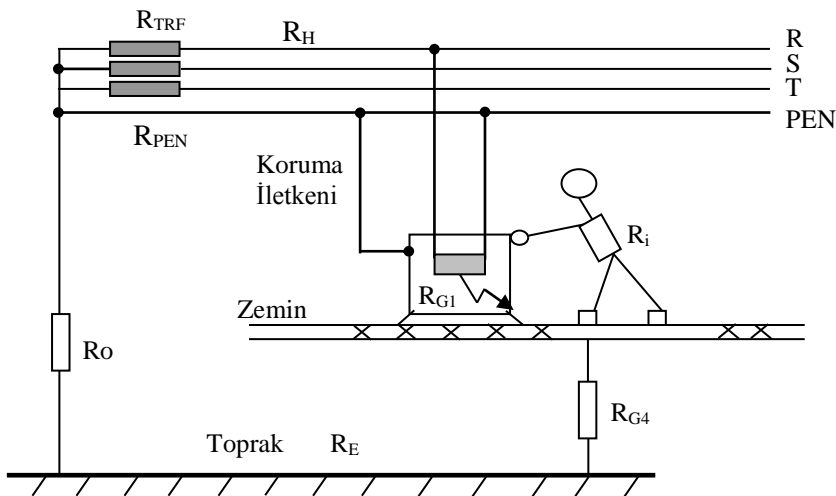 R_TRF
R_H
R
S
T
PEN
R_PEN
Koruma
İletkeni
R_i
R_G1
Zemin
Ro
R_G4
Toprak R_E